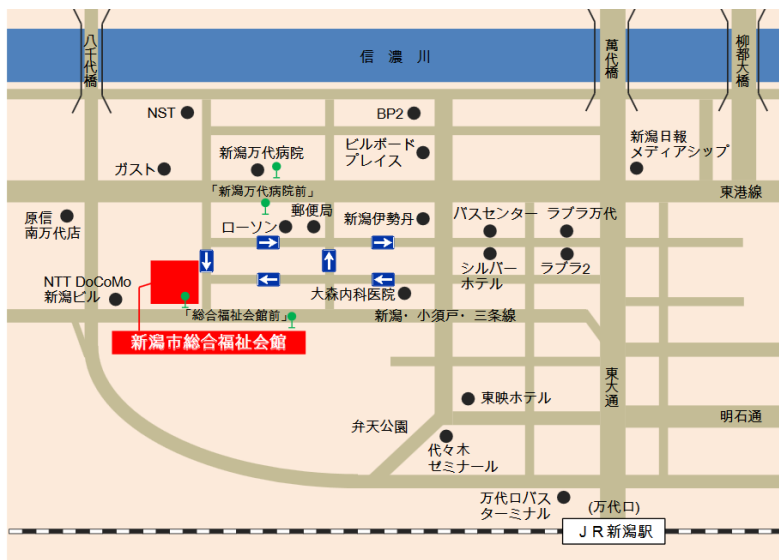 八千代橋
萬代橋
柳都大橋
信濃川
NST
BP2
ビルボード
プレイス
新潟日報
メディアシップ
ガスト
新潟万代病院
「新潟万代病院前」
東港線
原信
南万代店
郵便局
ローソン
新潟伊勢丹
バスセンター
ラブラ万代
シルバー
ホテル
ラブラ2
NTT DoCoMo
新潟ビル
大森内科医院
「総合福祉会館前」
新潟・小須戸・三条線
新潟市総合福祉会館
東大通
東映ホテル
明石通
弁天公園
代々木
ゼミナール
万代口バス
ターミナル
(万代口)
ＪＲ新潟駅